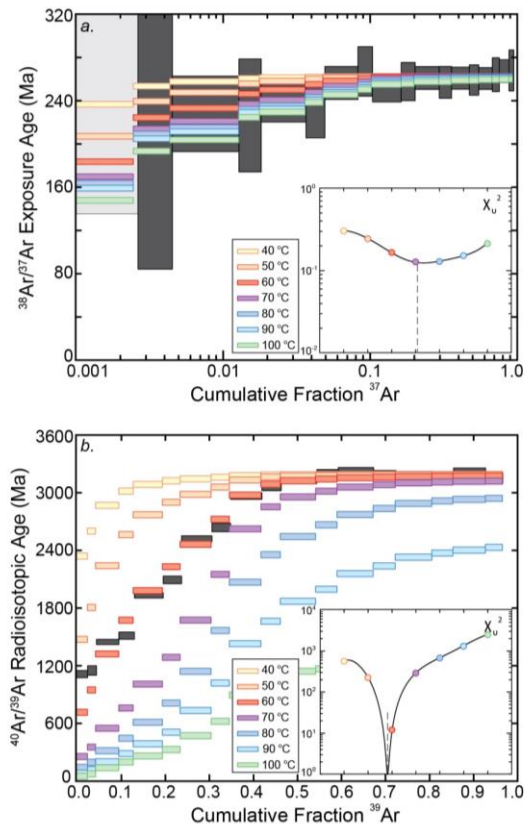 a.
320
240
160
80
0
³⁸Ar/³⁷Ar Exposure Age (Ma)
40 °C
50 °C
60 °C
70 °C
80 °C
90 °C
100 °C
10⁰
10⁻¹
10⁻²
χᵤ²
0.001
0.01
0.1
1.0
Cumulative Fraction ³⁷Ar
b.
3600
3000
2400
1800
1200
600
0
⁴⁰Ar/³⁹Ar Radioisotopic Age (Ma)
40 °C
50 °C
60 °C
70 °C
80 °C
90 °C
100 °C
10⁴
10³
10²
10¹
10⁰
χᵤ²
0.0 0.1 0.2 0.3 0.4 0.5 0.6 0.7 0.8 0.9 1.0
Cumulative Fraction ³⁹Ar